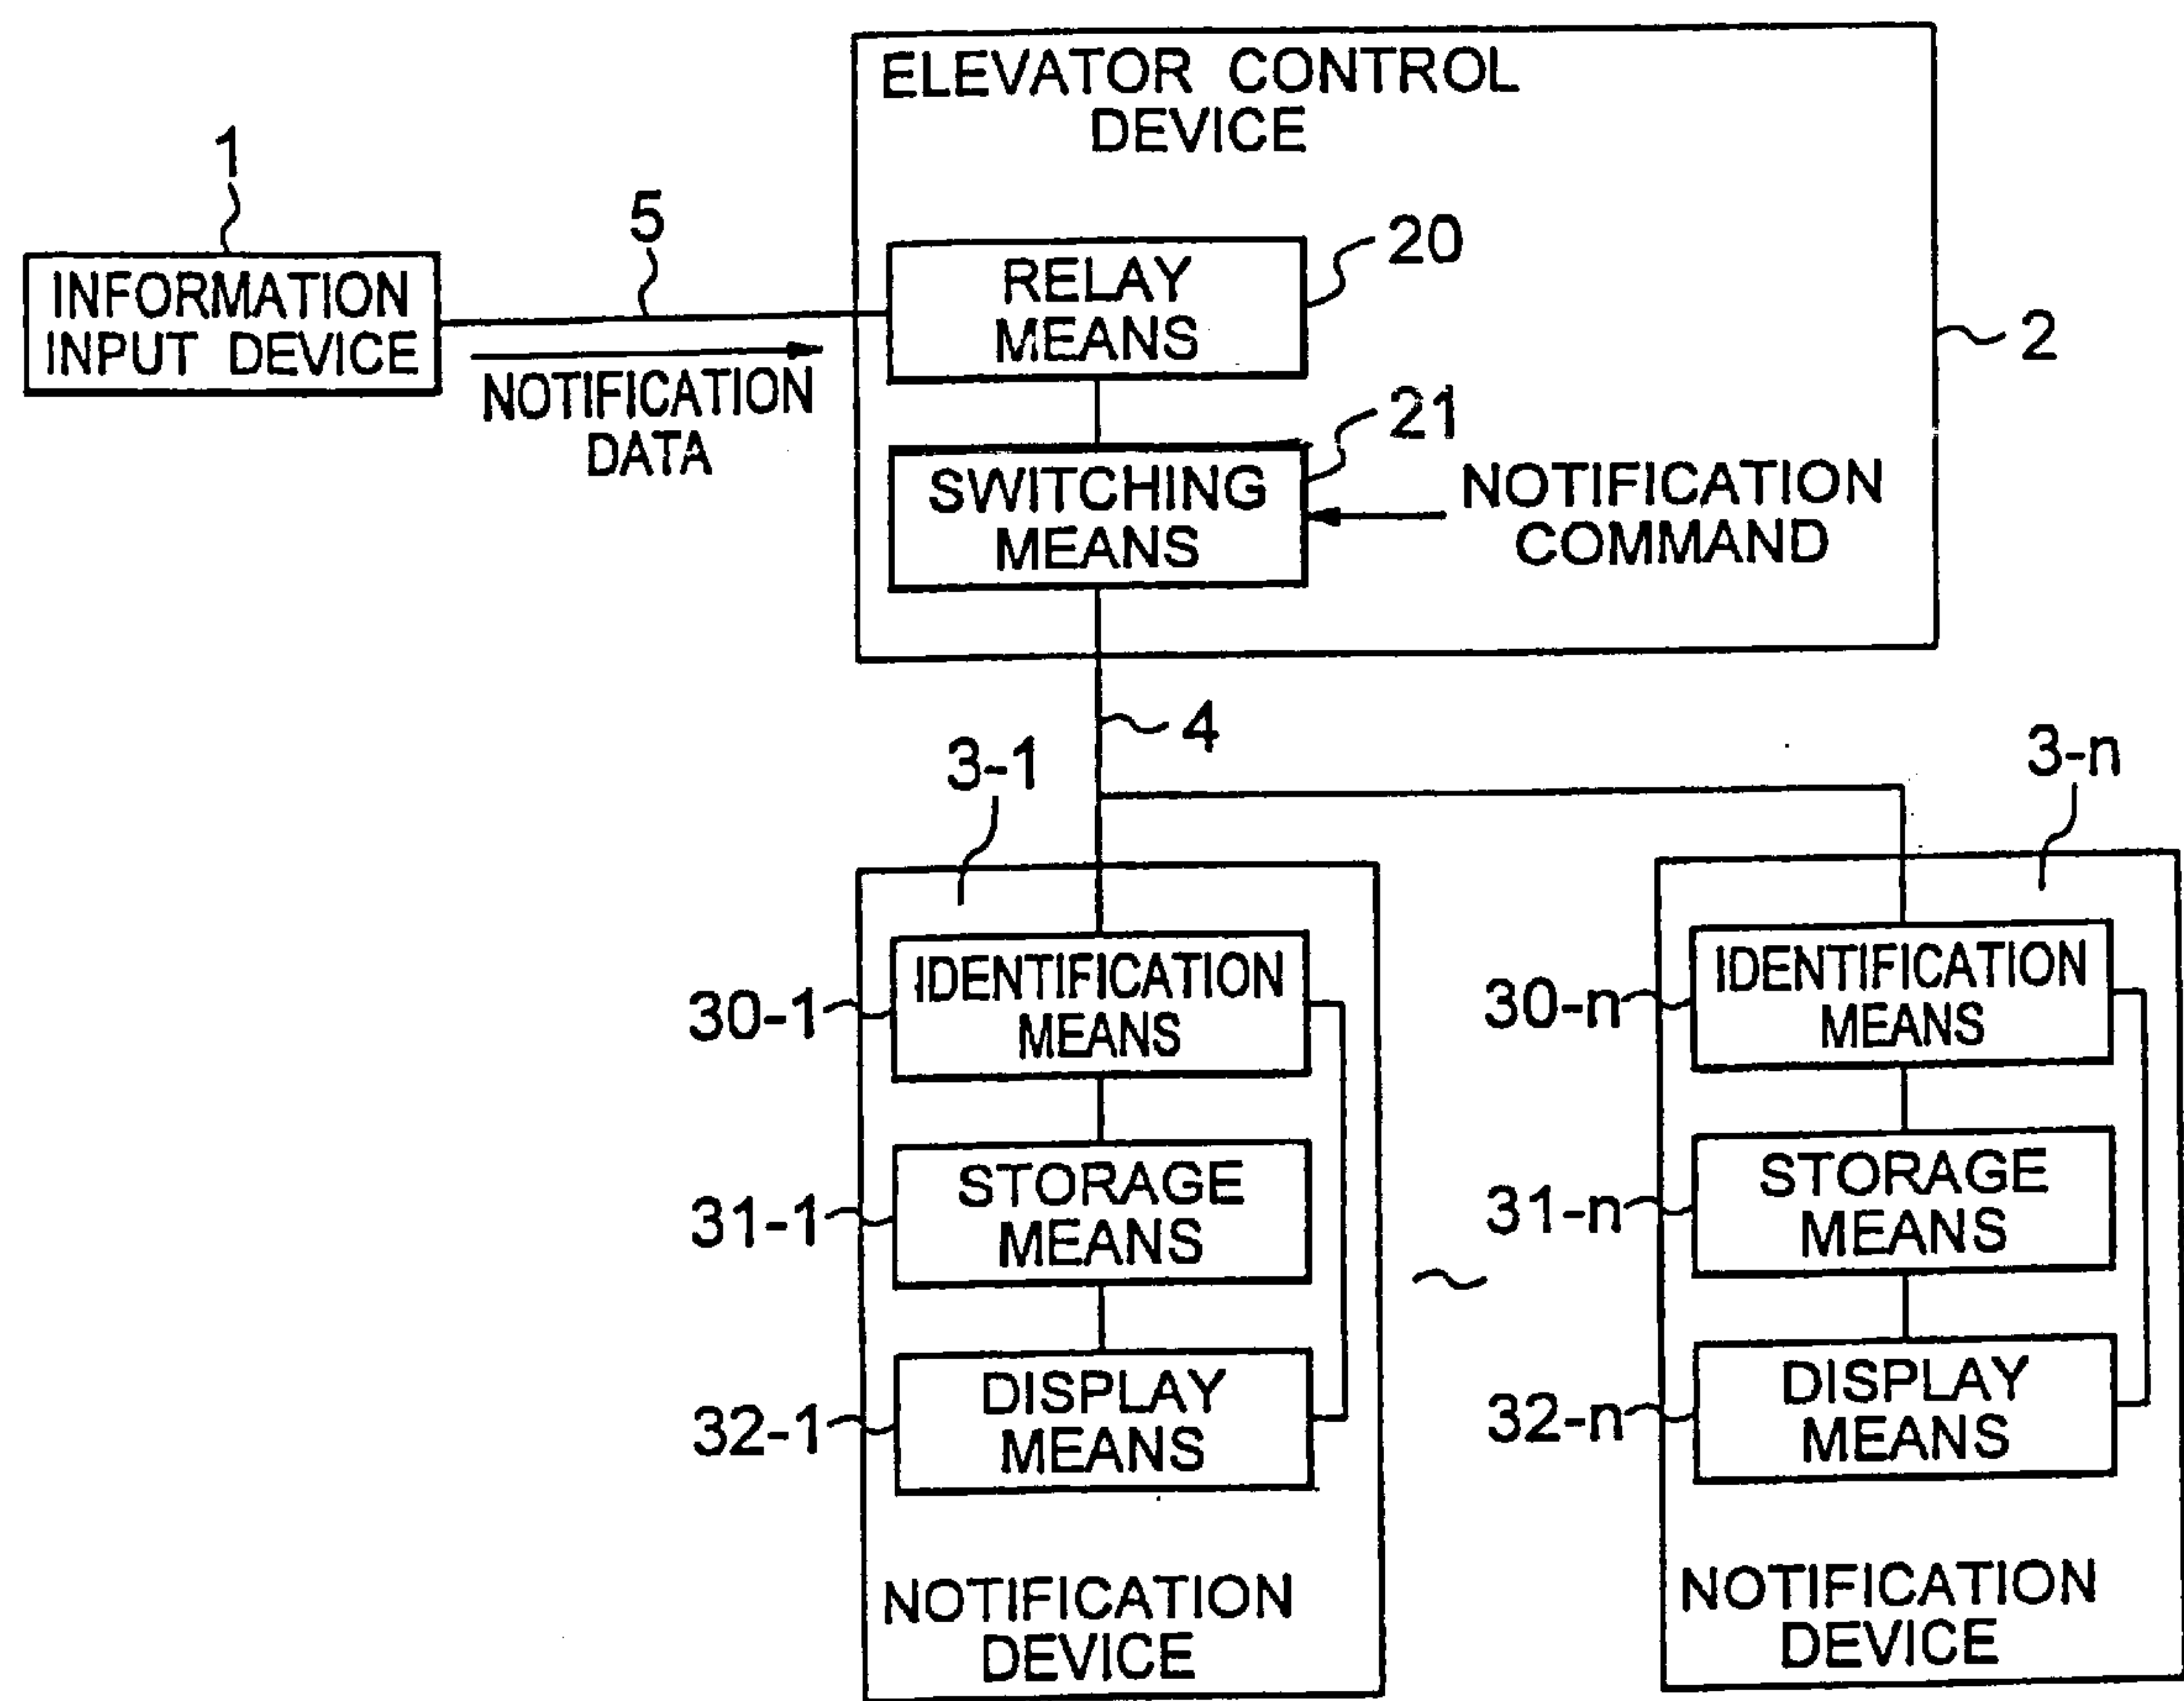 ELEVATOR CONTROL
DEVICE
1
5
INFORMATION
INPUT DEVICE
NOTIFICATION
DATA
RELAY
MEANS
20
2
SWITCHING
MEANS
21
NOTIFICATION
COMMAND
4
3-1
3-n
IDENTIFICATION
MEANS
30-1
STORAGE
MEANS
31-1
DISPLAY
MEANS
32-1
NOTIFICATION
DEVICE
IDENTIFICATION
MEANS
30-n
STORAGE
MEANS
31-n
DISPLAY
MEANS
32-n
NOTIFICATION
DEVICE